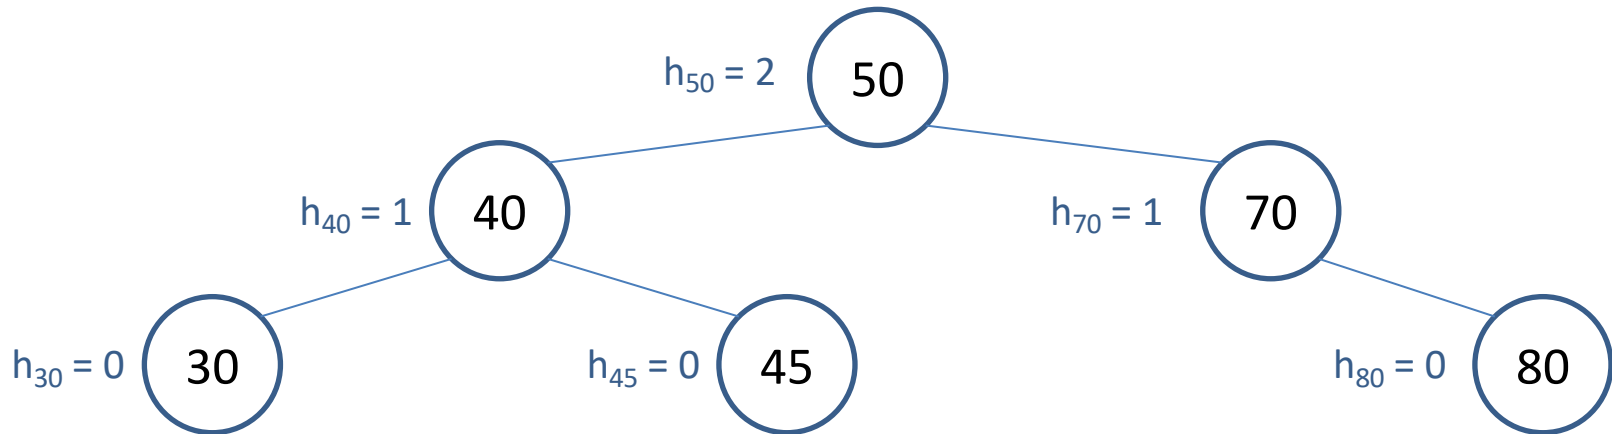 h50 = 2 50
h40 = 1 40 h70 = 1 70
h30 = 0 30 h45 = 0 45 h80 = 0 80